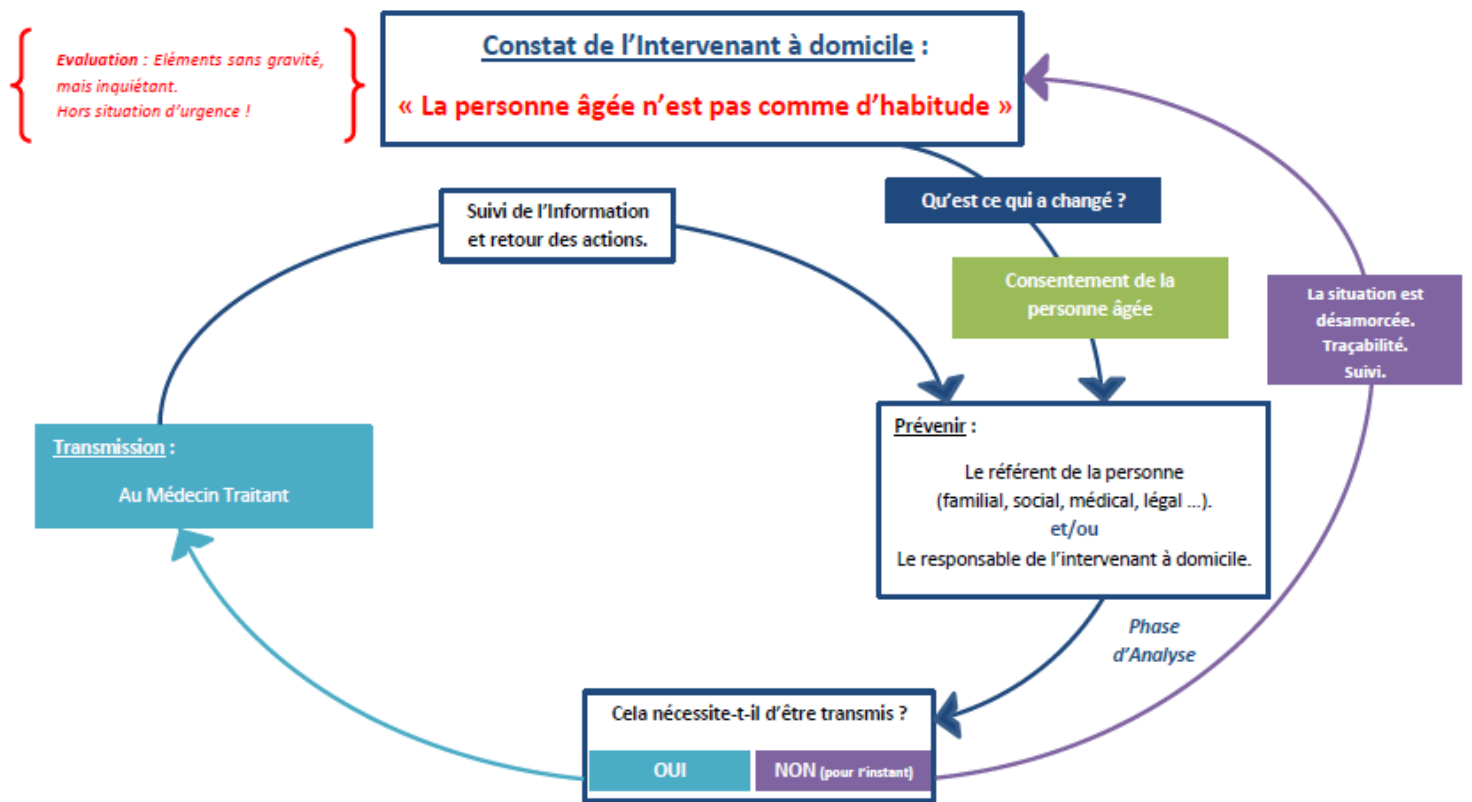 Constat de l'Intervenant à domicile :
« La personne âgée n'est pas comme d'habitude »
Evaluation : Eléments sans gravité,
mais inquiétant.
Hors situation d'urgence !
Qu'est ce qui a changé ?
Consentement de la
personne âgée
Suivi de l'Information
et retour des actions.
La situation est
désamorcée.
Traçabilité.
Suivi.
Prévenir :
Le référent de la personne
(familial, social, médical, légal ...).
et/ou
Le responsable de l'intervenant à domicile.
Transmission :
Au Médecin Traitant
Phase
d'Analyse
Cela nécessite-t-il d'être transmis ?
OUI
NON (pour l'instant)